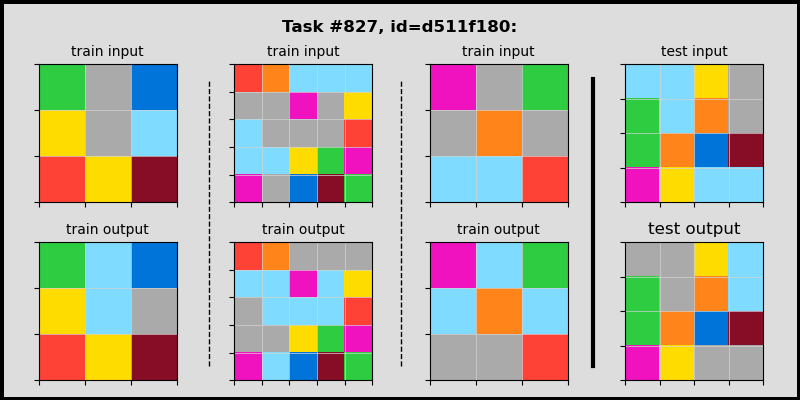 Task #827, id=d511f180:
train input
train input
train input
test input
train output
train output
train output
test output